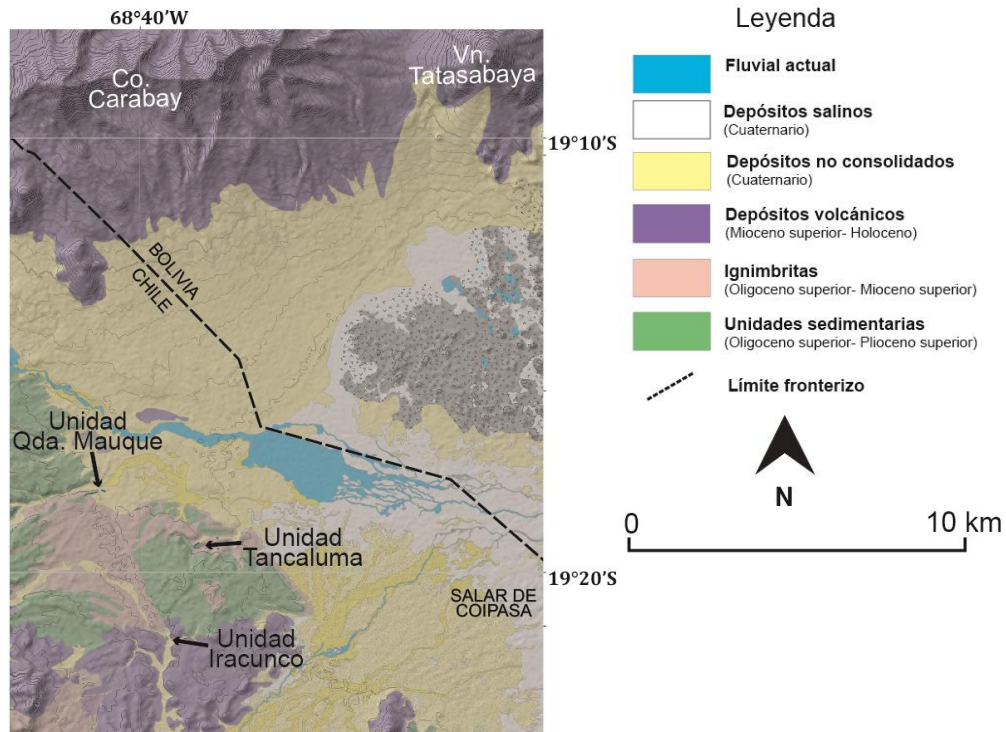 68°40'W
Co.
Carabay
Vn.
Tatasabaya
19°10'S
BOLIVIA
CHILE
Unidad
Qda. Mauque
Unidad
Tancaluma
19°20'S
SALAR DE
COIPASA
Unidad
Iracunco
Leyenda
Fluvial actual
Depósitos salinos
(Cuaternario)
Depósitos no consolidados
(Cuaternario)
Depósitos volcánicos
(Mioceno superior- Holoceno)
Ignimbritas
(Oligoceno superior- Mioceno superior)
Unidades sedimentarias
(Oligoceno superior- Plioceno superior)
Límite fronterizo
N
0 10 km